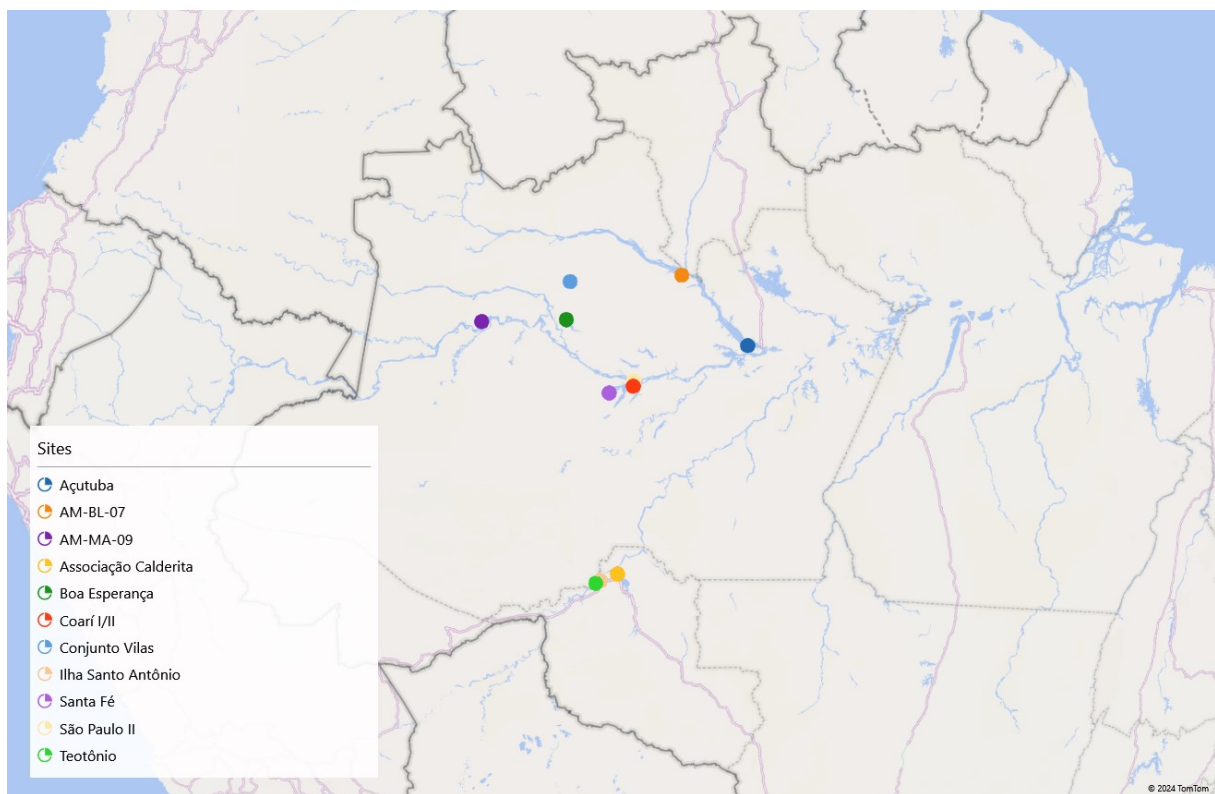 Sites
Açutuba
AM-BL-07
AM-MA-09
Associação Calderita
Boa Esperança
Coarí I/II
Conjunto Vilas
Ilha Santo Antônio
Santa Fé
São Paulo II
Teotônio
© 2024 TomTom